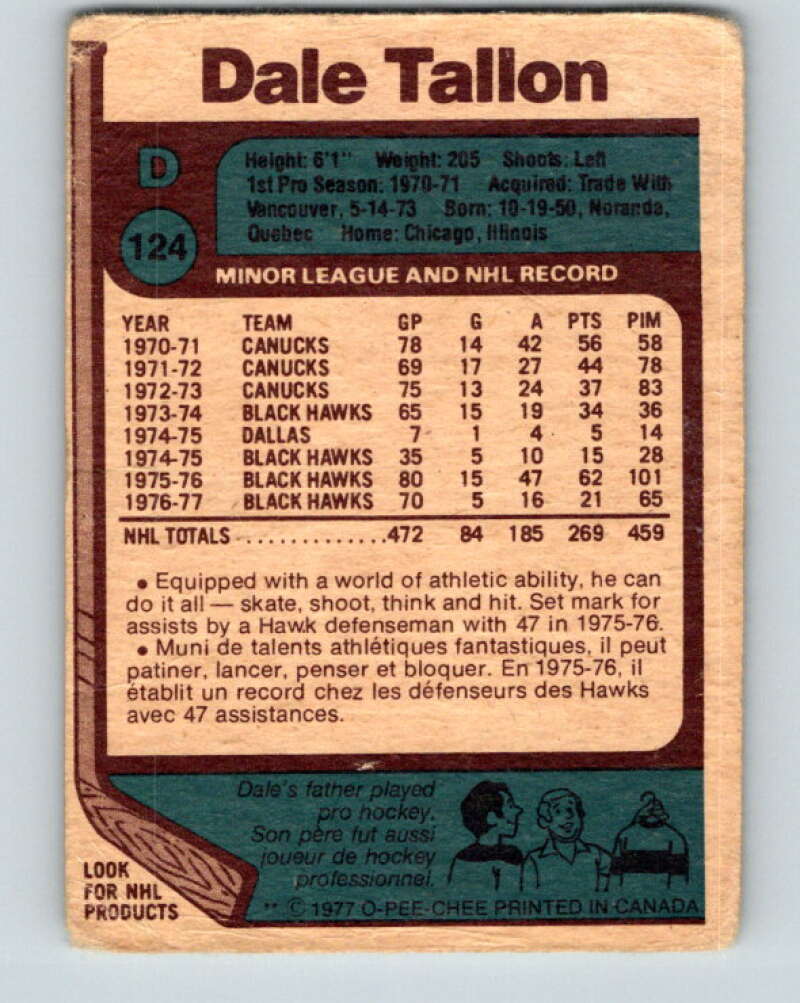 Dale Tallon
D
124
Height: 6'1" Weight: 205 Shoots: Left
1st Pro Season: 1970-71 Acquired: Trade With
Vancouver, 5-14-73 Born: 10-19-50, Noranda,
Quebec Home: Chicago, Illinois
MINOR LEAGUE AND NHL RECORD
YEAR TEAM GP G A PTS PIM
1970-71 CANUCKS 78 14 42 56 58
1971-72 CANUCKS 69 17 27 44 78
1972-73 CANUCKS 75 13 24 37 83
1973-74 BLACK HAWKS 65 15 19 34 36
1974-75 DALLAS 7 1 4 5 14
1974-75 BLACK HAWKS 35 5 10 15 28
1975-76 BLACK HAWKS 80 15 47 62 101
1976-77 BLACK HAWKS 70 5 16 21 65
NHL TOTALS .............472 84 185 269 459
• Equipped with a world of athletic ability, he can
do it all — skate, shoot, think and hit. Set mark for
assists by a Hawk defenseman with 47 in 1975-76.
• Muni de talents athlétiques fantastiques, il peut
patiner, lancer, penser et bloquer. En 1975-76, il
établit un record chez les défenseurs des Hawks
avec 47 assistances.
Dale's father played
pro hockey.
Son père fut aussi
joueur de hockey
professionnel.
LOOK
FOR NHL
PRODUCTS
** © 1977 O-PEE-CHEE PRINTED IN CANADA